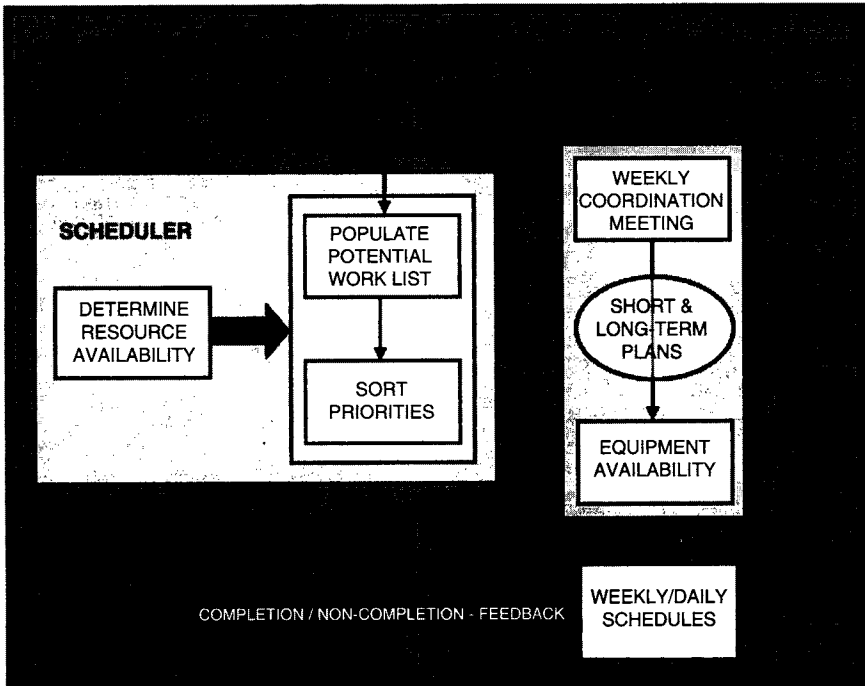 SCHEDULER
DETERMINE
RESOURCE
AVAILABILITY
POPULATE
POTENTIAL
WORK LIST
SORT
PRIORITIES
WEEKLY
COORDINATION
MEETING
SHORT &
LONG-TERM
PLANS
EQUIPMENT
AVAILABILITY
COMPLETION / NON-COMPLETION - FEEDBACK
WEEKLY/DAILY
SCHEDULES